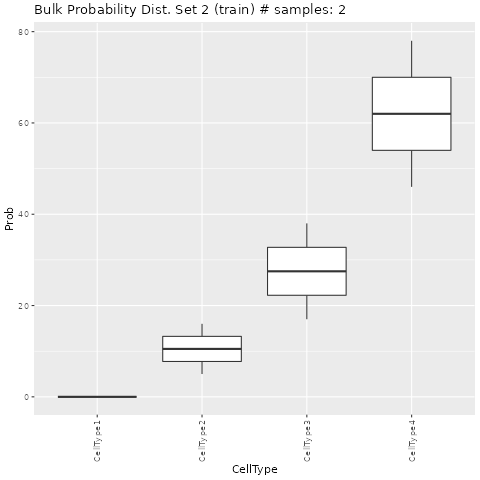 Bulk Probability Dist. Set 2 (train) # samples: 2
80
60
40
20
0
Prob
CellType1
CellType2
CellType3
CellType4
CellType